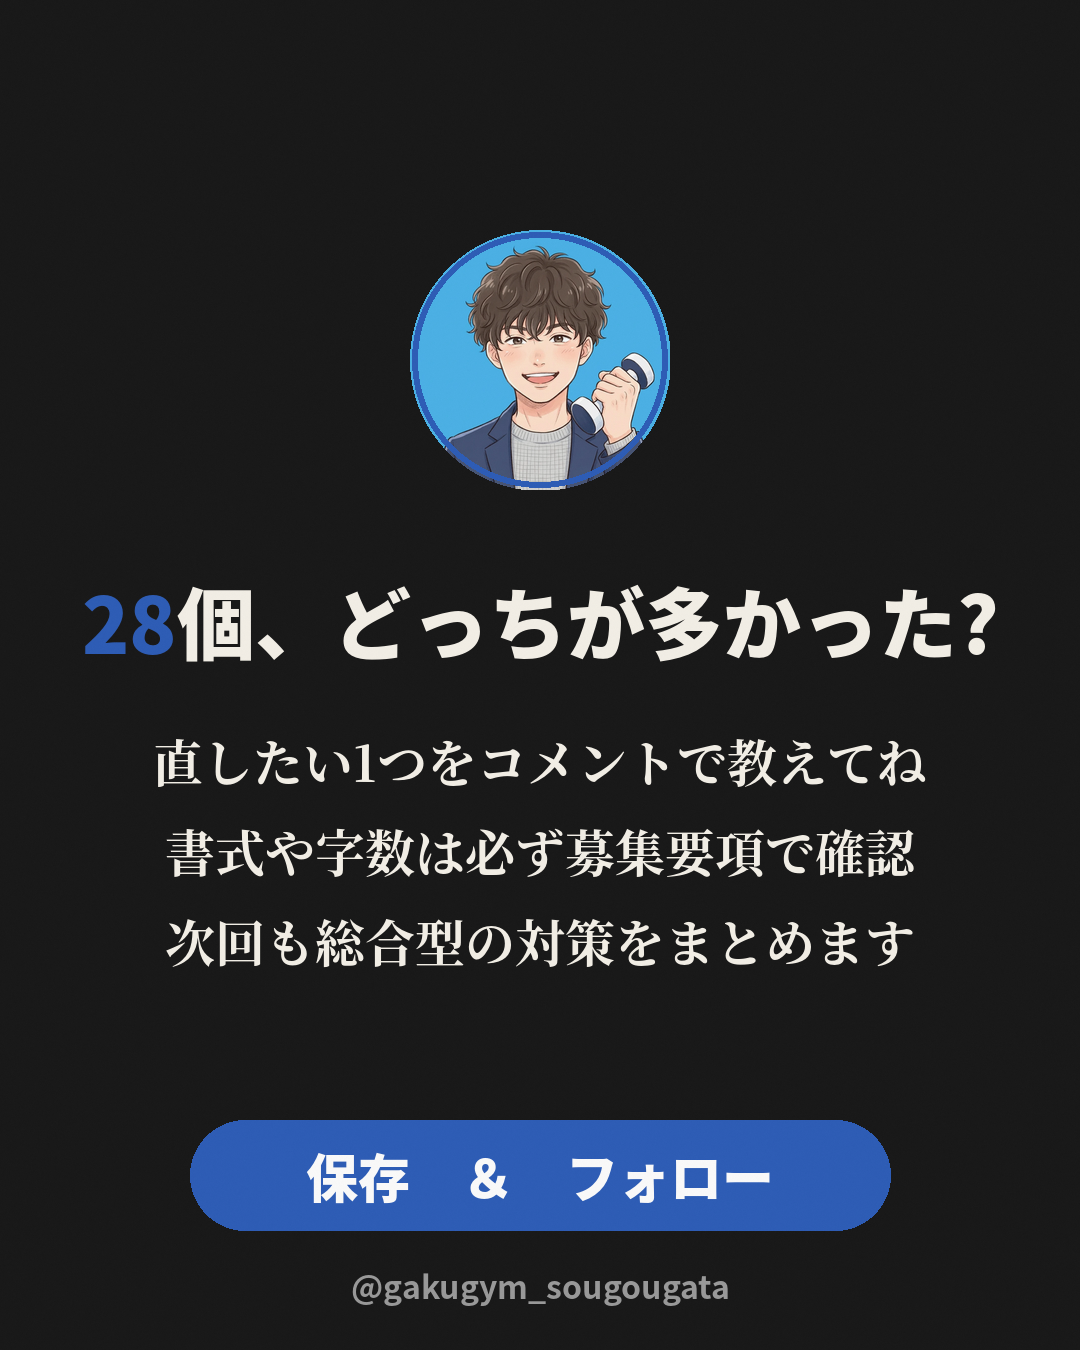 28個、どっちが多かった?
直したい1つをコメントで教えてね
書式や字数は必ず募集要項で確認
次回も総合型の対策をまとめます
保存 & フォロー
@gakugym_sougougata